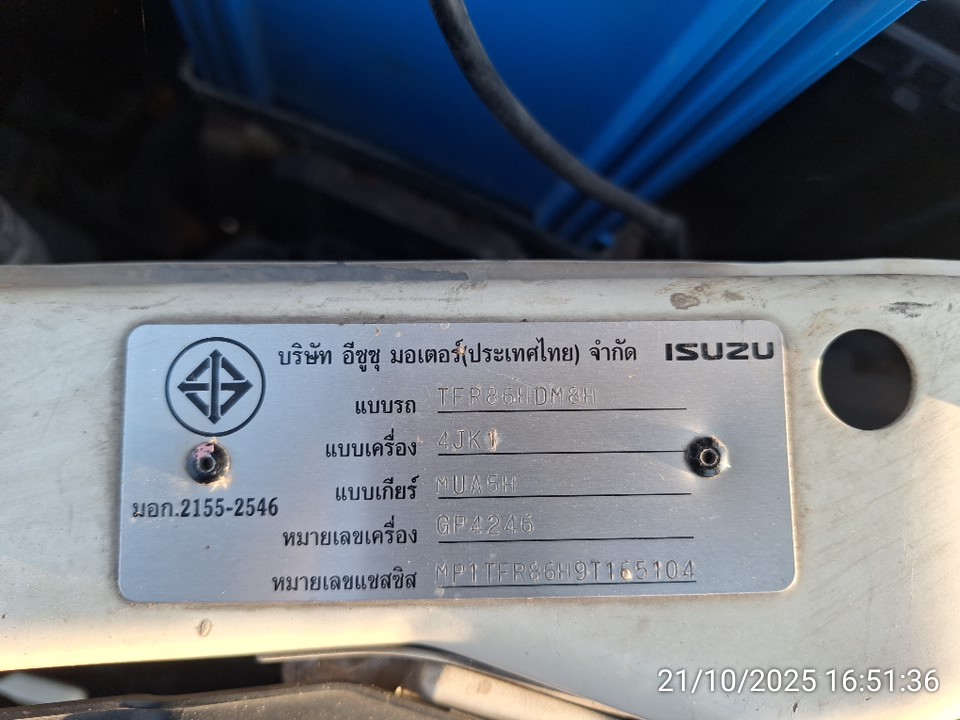 บริษัท อีซูซุ มอเตอร์(ประเทศไทย) จำกัด ISUZU
แบบรถ TFR86HDM8H
แบบเครื่อง 4JK1
แบบเกียร์ MUA5H
มอก.2155-2546
หมายเลขเครื่อง GP4246
หมายเลขแชสซิส MP1TFR86H9T165104
21/10/2025 16:51:36